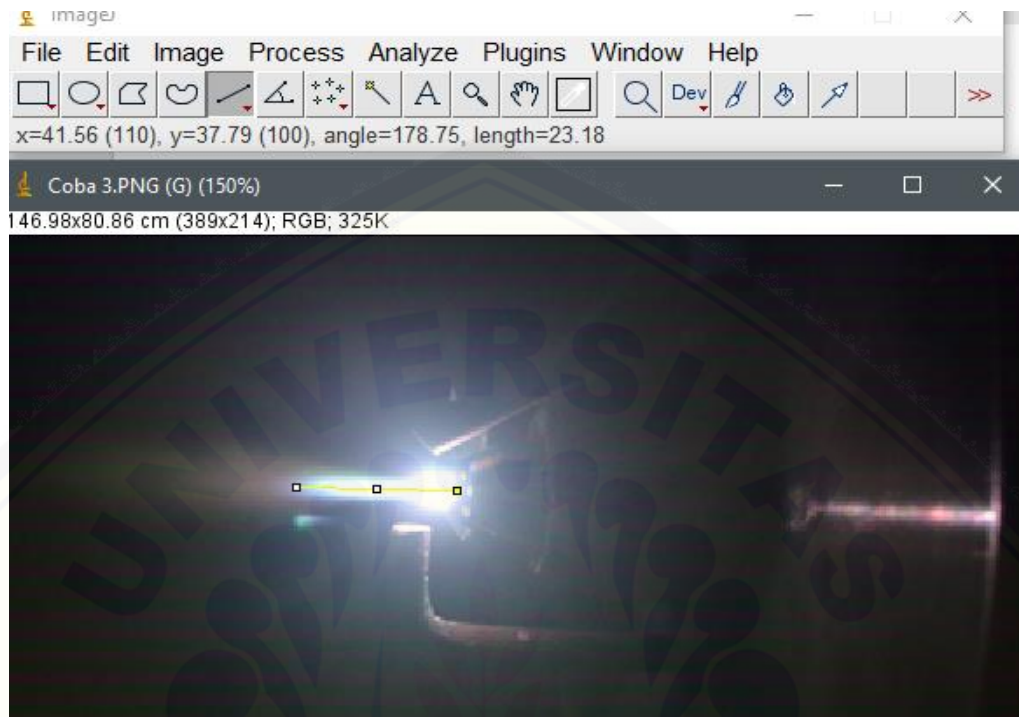 ImageJ
File Edit Image Process Analyze Plugins Window Help
A Dev >>
x=41.56 (110), y=37.79 (100), angle=178.75, length=23.18
Coba 3.PNG (G) (150%)
146.98x80.86 cm (389x214); RGB; 325K
UNIVERSITAS